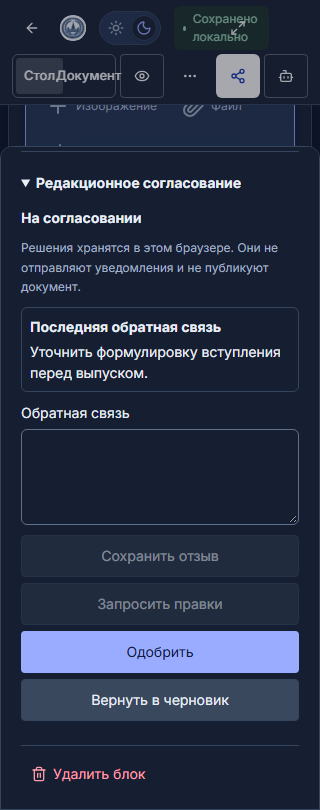 Сохранено
локально
Стол Документ
Изображение
Файл
Редакционное согласование
На согласовании
Решения хранятся в этом браузере. Они не
отправляют уведомления и не публикуют
документ.
Последняя обратная связь
Уточнить формулировку вступления
перед выпуском.
Обратная связь
Сохранить отзыв
Запросить правки
Одобрить
Вернуть в черновик
Удалить блок